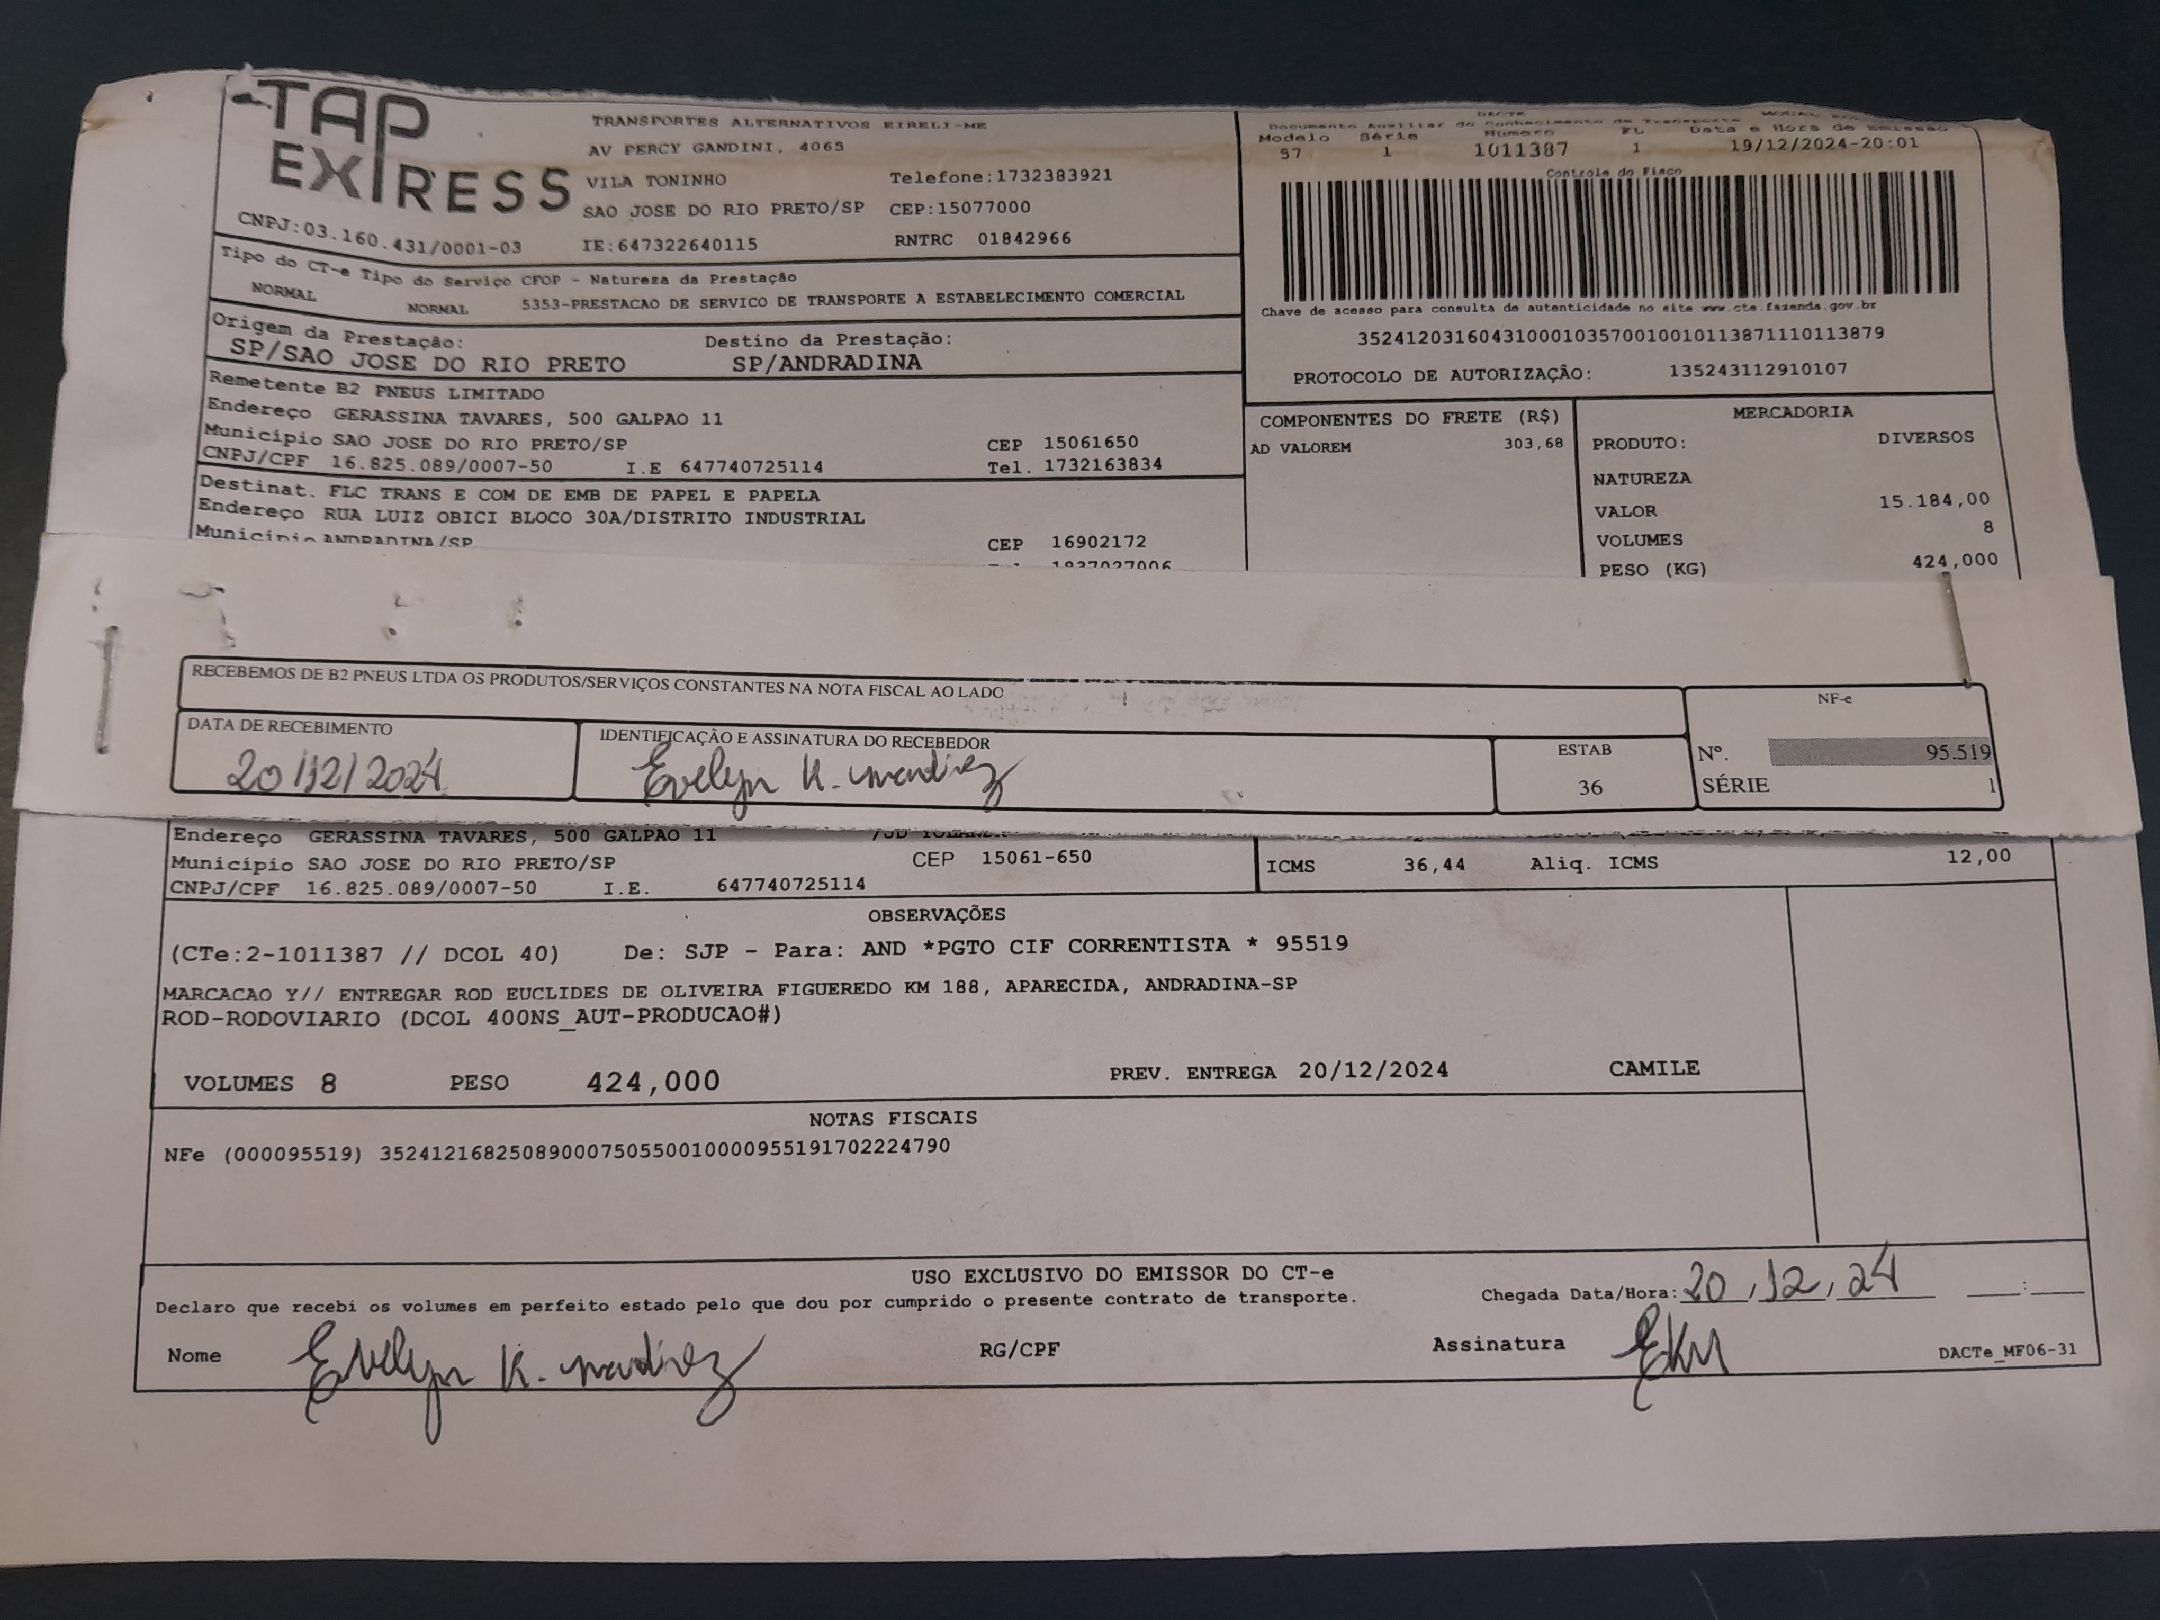 TAP
EXPRESS
TRANSPORTES ALTERNATIVOS EIRELI-ME
AV PERCY GANDINI, 4065
VILA TONINHO Telefone:1732383921
SAO JOSE DO RIO PRETO/SP CEP:15077000
CNPJ:03.160.431/0001-03 IE:647322640115 RNTRC 01842966
DACTE
Documento Auxiliar do Conhecimento de Transporte
Modelo Série Número FL Data e Hora de Emissão
57 1 1011387 1 19/12/2024-20:01
Controle do Fisco
Chave de acesso para consulta de autenticidade no site www.cte.fazenda.gov.br
35241203160431000103570010010113871110113879
PROTOCOLO DE AUTORIZAÇÃO: 135243112910107
Tipo do CT-e Tipo do Serviço CFOP - Natureza da Prestação
NORMAL NORMAL 5353-PRESTACAO DE SERVICO DE TRANSPORTE A ESTABELECIMENTO COMERCIAL
Origem da Prestação: Destino da Prestação:
SP/SAO JOSE DO RIO PRETO SP/ANDRADINA
Remetente B2 PNEUS LIMITADO
Endereço GERASSINA TAVARES, 500 GALPAO 11
Município SAO JOSE DO RIO PRETO/SP CEP 15061650
CNPJ/CPF 16.825.089/0007-50 I.E 647740725114 Tel. 1732163834
Destinat. FLC TRANS E COM DE EMB DE PAPEL E PAPELA
Endereço RUA LUIZ OBICI BLOCO 30A/DISTRITO INDUSTRIAL
Município ANDRADINA/SP CEP 16902172
1837027006
COMPONENTES DO FRETE (R$)
AD VALOREM 303,68
MERCADORIA
PRODUTO: DIVERSOS
NATUREZA
VALOR 15.184,00
VOLUMES 8
PESO (KG) 424,000
RECEBEMOS DE B2 PNEUS LTDA OS PRODUTOS/SERVIÇOS CONSTANTES NA NOTA FISCAL AO LADO
DATA DE RECEBIMENTO
20/12/2024
IDENTIFICAÇÃO E ASSINATURA DO RECEBEDOR
Evelyn K. mardirez
ESTAB
36
NF-e
Nº. 95.519
SÉRIE 1
Endereço GERASSINA TAVARES, 500 GALPAO 11
Município SAO JOSE DO RIO PRETO/SP CEP 15061-650
CNPJ/CPF 16.825.089/0007-50 I.E. 647740725114
ICMS 36,44 Aliq. ICMS 12,00
OBSERVAÇÕES
(CTe:2-1011387 // DCOL 40) De: SJP - Para: AND *PGTO CIF CORRENTISTA * 95519
MARCACAO Y// ENTREGAR ROD EUCLIDES DE OLIVEIRA FIGUEREDO KM 188, APARECIDA, ANDRADINA-SP
ROD-RODOVIARIO (DCOL 400NS_AUT-PRODUCAO#)
VOLUMES 8 PESO 424,000 PREV. ENTREGA 20/12/2024 CAMILE
NOTAS FISCAIS
NFe (000095519) 35241216825089000750550010000955191702224790
USO EXCLUSIVO DO EMISSOR DO CT-e
Declaro que recebi os volumes em perfeito estado pelo que dou por cumprido o presente contrato de transporte.
Chegada Data/Hora: 20/12/24 __:__
Nome Evelyn K. mardirez RG/CPF Assinatura EKM
DACTe_MF06-31